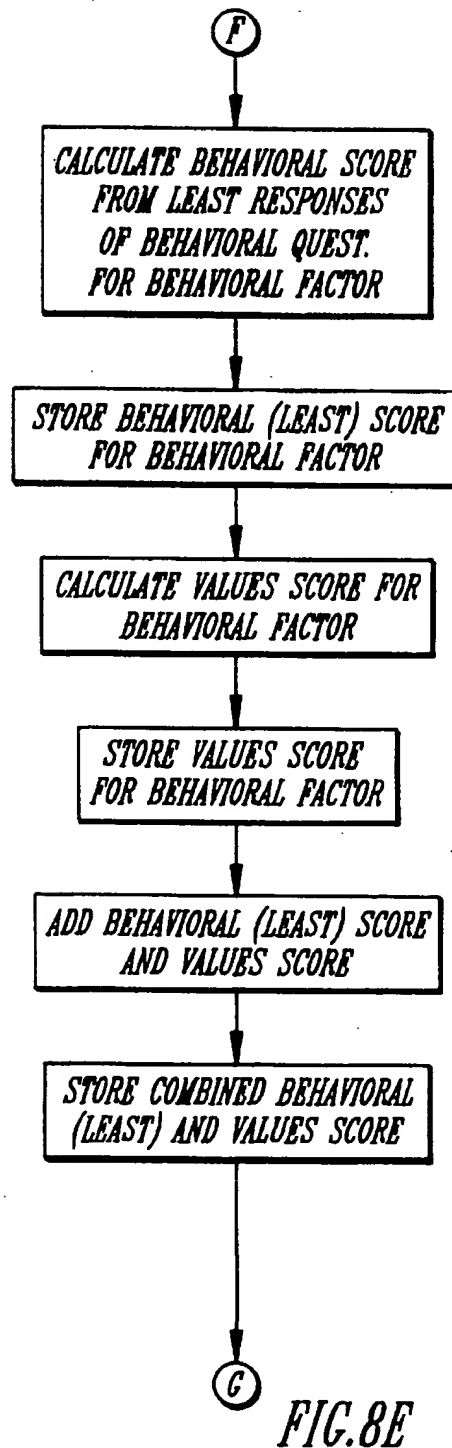 F
CALCULATE BEHAVIORAL SCORE
FROM LEAST RESPONSES
OF BEHAVIORAL QUEST.
FOR BEHAVIORAL FACTOR
STORE BEHAVIORAL (LEAST) SCORE
FOR BEHAVIORAL FACTOR
CALCULATE VALUES SCORE FOR
BEHAVIORAL FACTOR
STORE VALUES SCORE
FOR BEHAVIORAL FACTOR
ADD BEHAVIORAL (LEAST) SCORE
AND VALUES SCORE
STORE COMBINED BEHAVIORAL
(LEAST) AND VALUES SCORE
G
FIG.8E